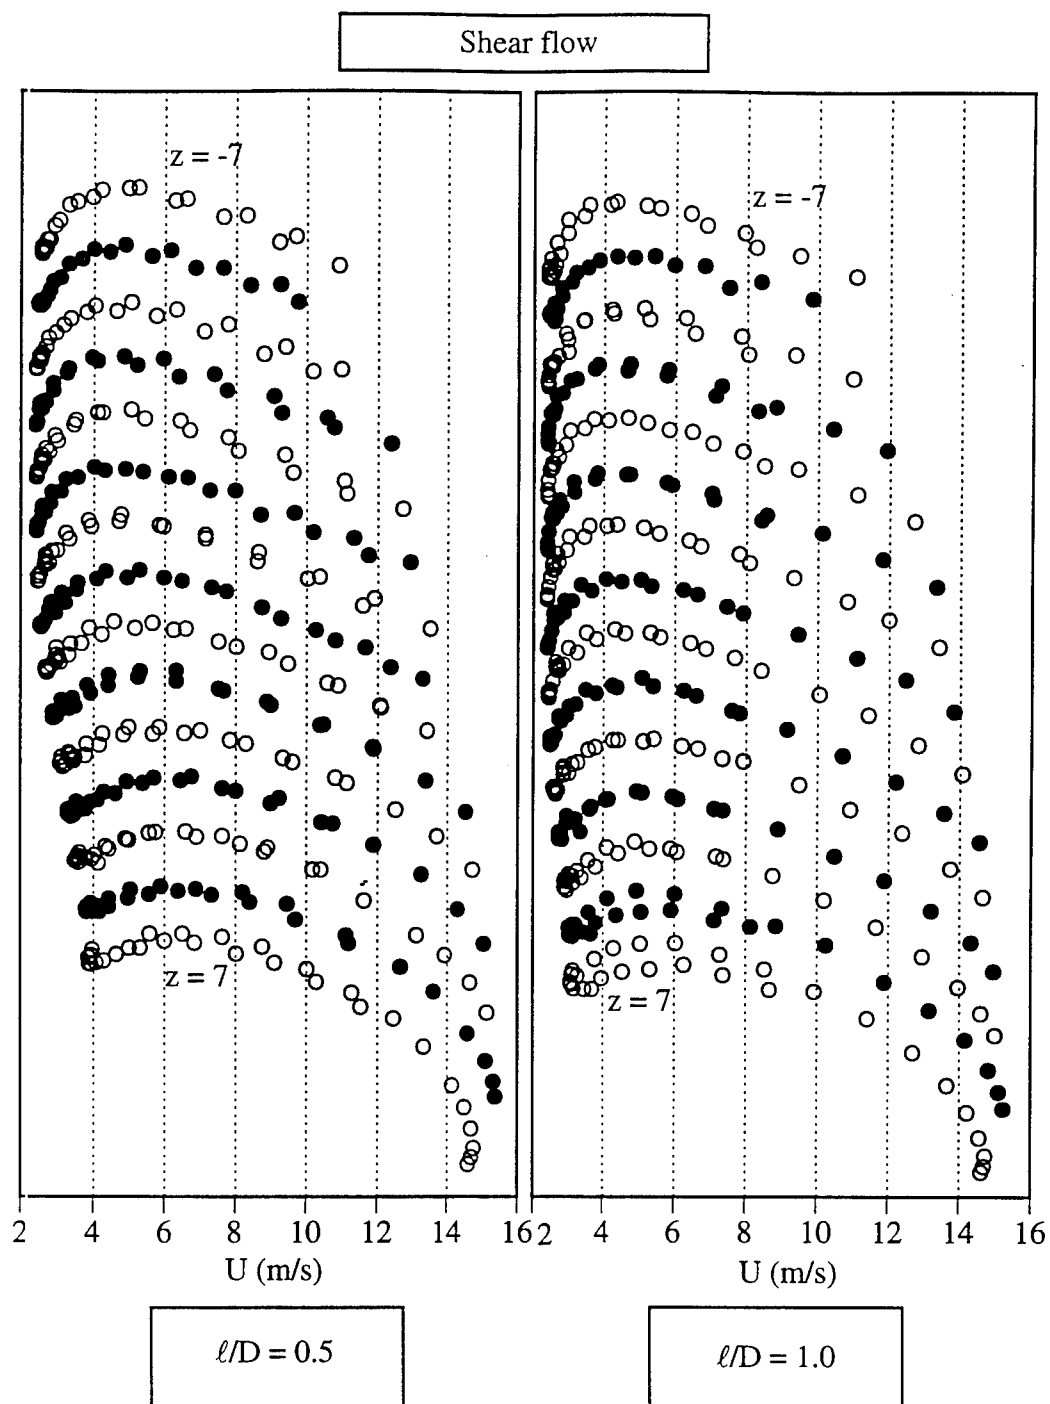 Shear flow
z = -7
z = -7
z = 7
z = 7
2 4 6 8 10 12 14 16 2 4 6 8 10 12 14 16
U (m/s) U (m/s)
ℓ/D = 0.5 ℓ/D = 1.0